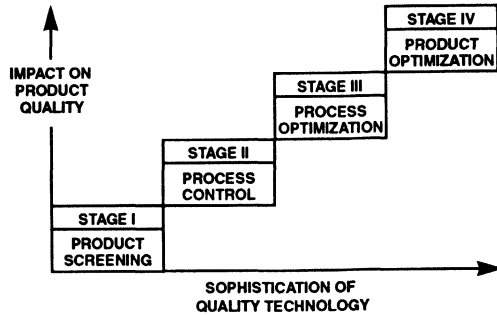 STAGE IV
PRODUCT
OPTIMIZATION
IMPACT ON
PRODUCT
QUALITY
STAGE III
PROCESS
OPTIMIZATION
STAGE II
PROCESS
CONTROL
STAGE I
PRODUCT
SCREENING
SOPHISTICATION OF
QUALITY TECHNOLOGY